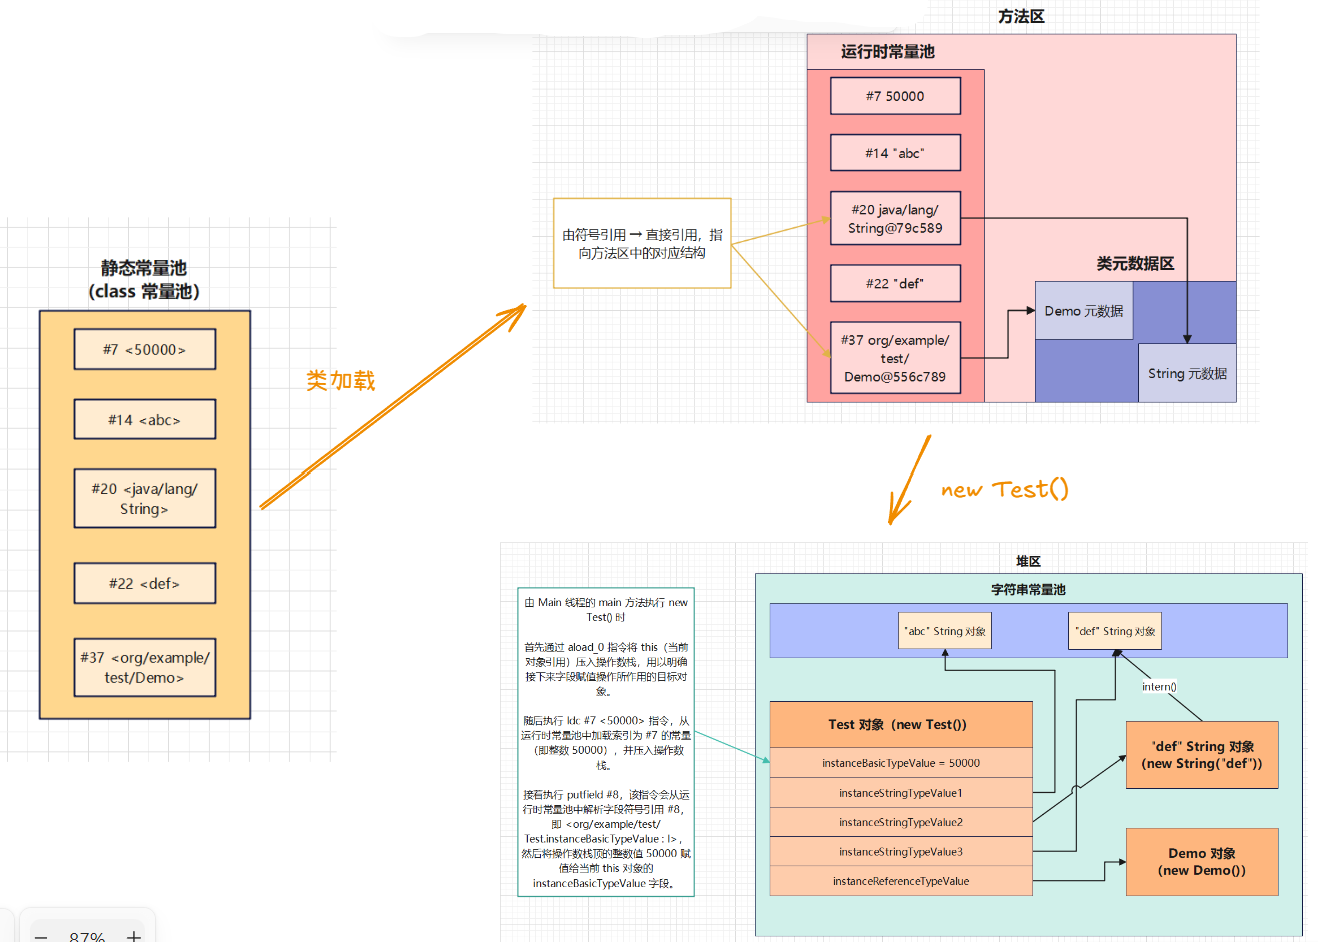 方法区
运行时常量池
#7 50000
#14 "abc"
#20 java/lang/
String@79c589
#22 "def"
#37 org/example/
test/
Demo@556c789
由符号引用 → 直接引用，指
向方法区中的对应结构
类元数据区
Demo 元数据
String 元数据
静态常量池
(class 常量池)
#7 <50000>
#14 <abc>
#20 <java/lang/
String>
#22 <def>
#37 <org/example/
test/Demo>
类加载
new Test()
堆区
字符串常量池
"abc" String 对象
"def" String 对象
intern()
由 Main 线程的 main 方法执行 new
Test() 时
首先通过 aload_0 指令将 this（当前
对象引用）压入操作数栈，用以明确
接下来字段赋值操作所作用的目标对
象。
随后执行 ldc #7 <50000> 指令，从
运行时常量池中加载索引为 #7 的常量
（即整数 50000），并压入操作数
栈。
接着执行 putfield #8，该指令会从运
行时常量池中解析字段符号引用 #8，
即 <org/example/test/
Test.instanceBasicTypeValue : I>，
然后将操作数栈顶的整数值 50000 赋
值给当前 this 对象的
instanceBasicTypeValue 字段。
Test 对象（new Test()）
instanceBasicTypeValue = 50000
instanceStringTypeValue1
instanceStringTypeValue2
instanceStringTypeValue3
instanceReferenceTypeValue
"def" String 对象
(new String("def"))
Demo 对象
(new Demo())
− 87% +